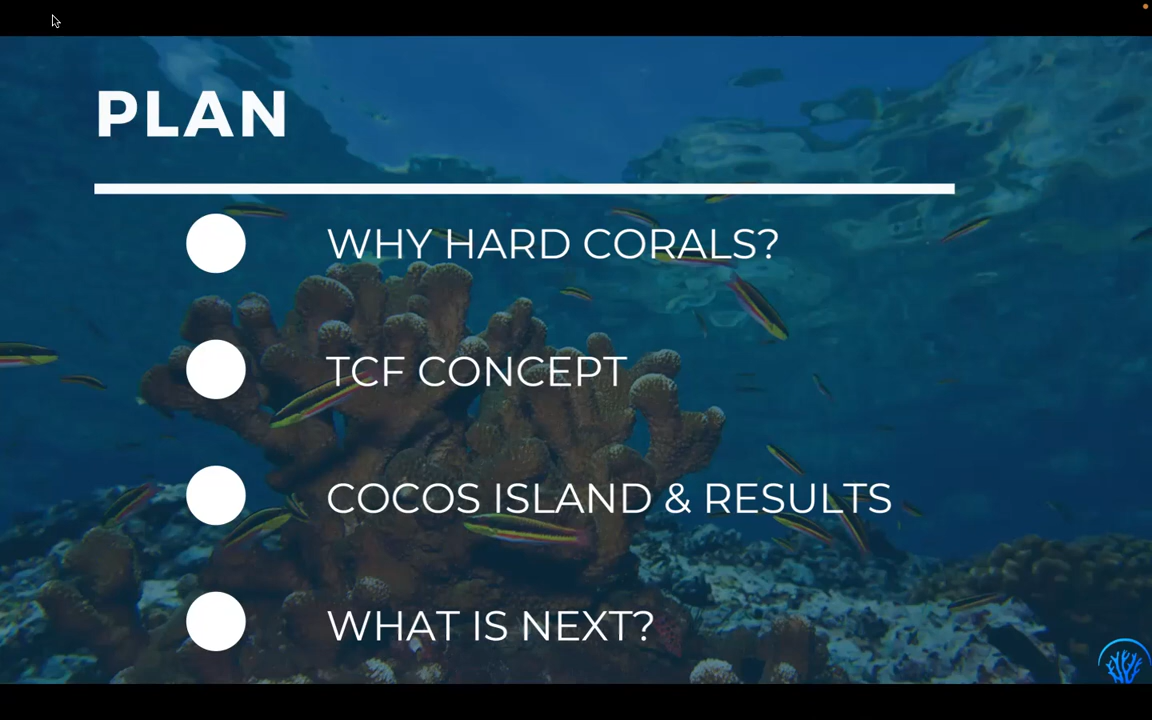 PLAN
WHY HARD CORALS?
TCF CONCEPT
COCOS ISLAND & RESULTS
WHAT IS NEXT?